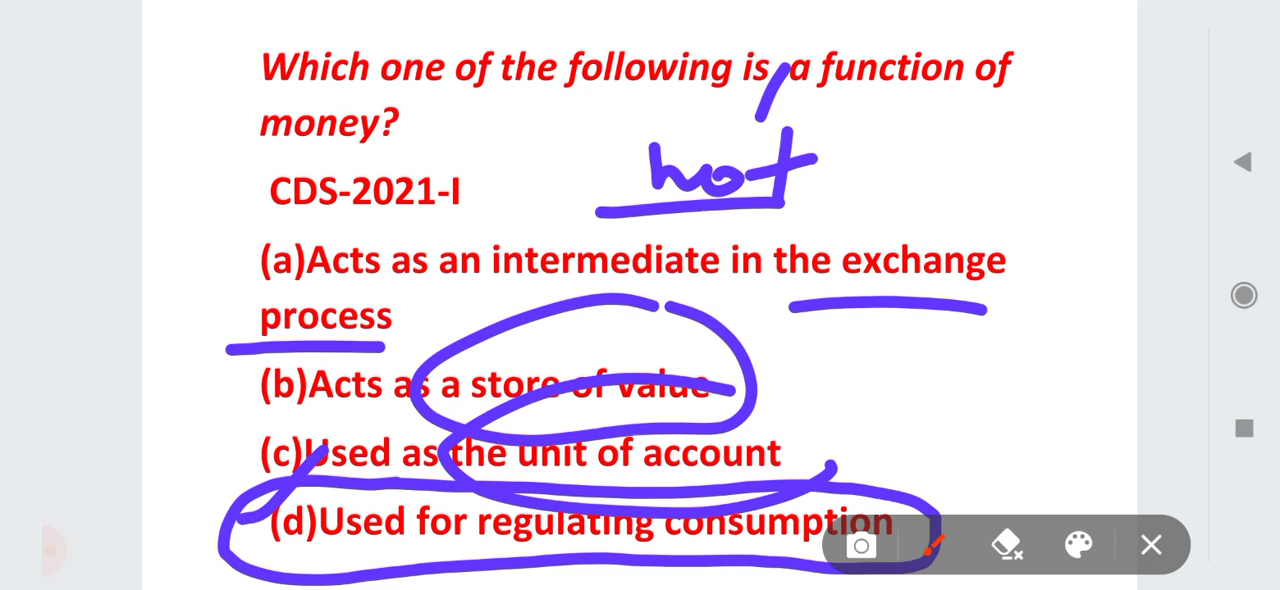 Which one of the following is a function of
money?
not
CDS-2021-I
(a)Acts as an intermediate in the exchange
process
(b)Acts as a store of value
(c)Used as the unit of account
(d)Used for regulating consumption